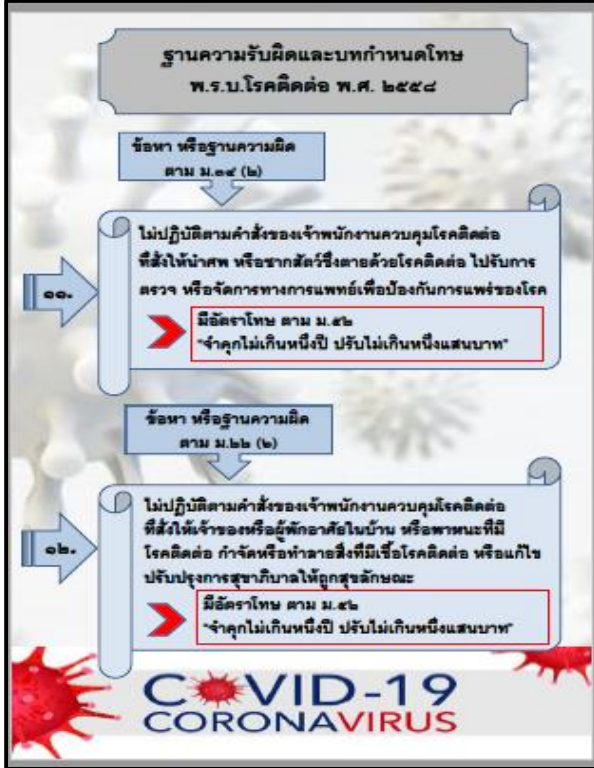 ฐานความรับผิดและบทกำหนดโทษ
พ.ร.บ.โรคติดต่อ พ.ศ. ๒๕๕๘
ข้อหา หรือฐานความผิด
ตาม ม.๓๔ (๒)
๑๑.
ไม่ปฏิบัติตามคำสั่งของเจ้าพนักงานควบคุมโรคติดต่อ
ที่สั่งให้นำศพ หรือซากสัตว์ซึ่งตายด้วยโรคติดต่อ ไปรับการ
ตรวจ หรือจัดการทางการแพทย์เพื่อป้องกันการแพร่ของโรค
มีอัตราโทษ ตาม ม.๕๒
"จำคุกไม่เกินหนึ่งปี ปรับไม่เกินหนึ่งแสนบาท"
ข้อหา หรือฐานความผิด
ตาม ม.๒๒ (๒)
๑๒.
ไม่ปฏิบัติตามคำสั่งของเจ้าพนักงานควบคุมโรคติดต่อ
ที่สั่งให้เจ้าของหรือผู้พักอาศัยในบ้าน หรือพาหนะที่มี
โรคติดต่อ กำจัดหรือทำลายสิ่งที่มีเชื้อโรคติดต่อ หรือแก้ไข
ปรับปรุงการสุขาภิบาลให้ถูกสุขลักษณะ
มีอัตราโทษ ตาม ม.๕๒
"จำคุกไม่เกินหนึ่งปี ปรับไม่เกินหนึ่งแสนบาท"
COVID-19
CORONAVIRUS